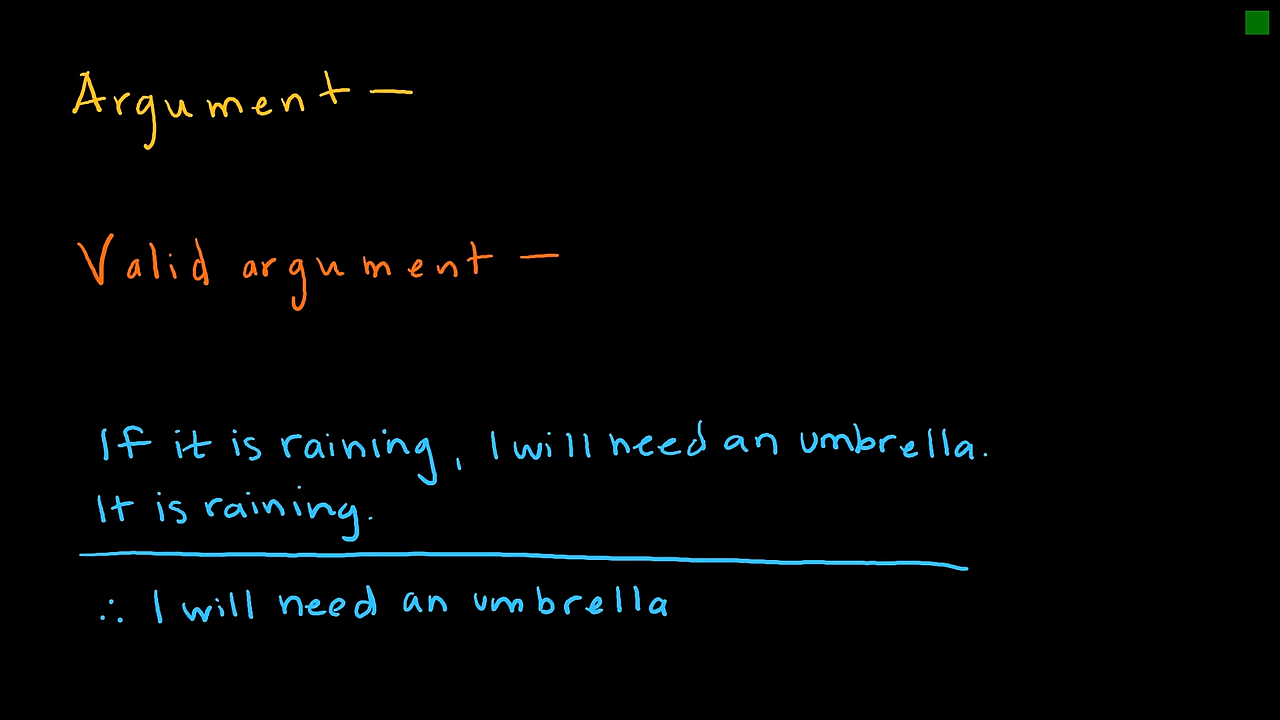 Argument —
Valid argument —
If it is raining, I will need an umbrella.
It is raining.
∴ I will need an umbrella